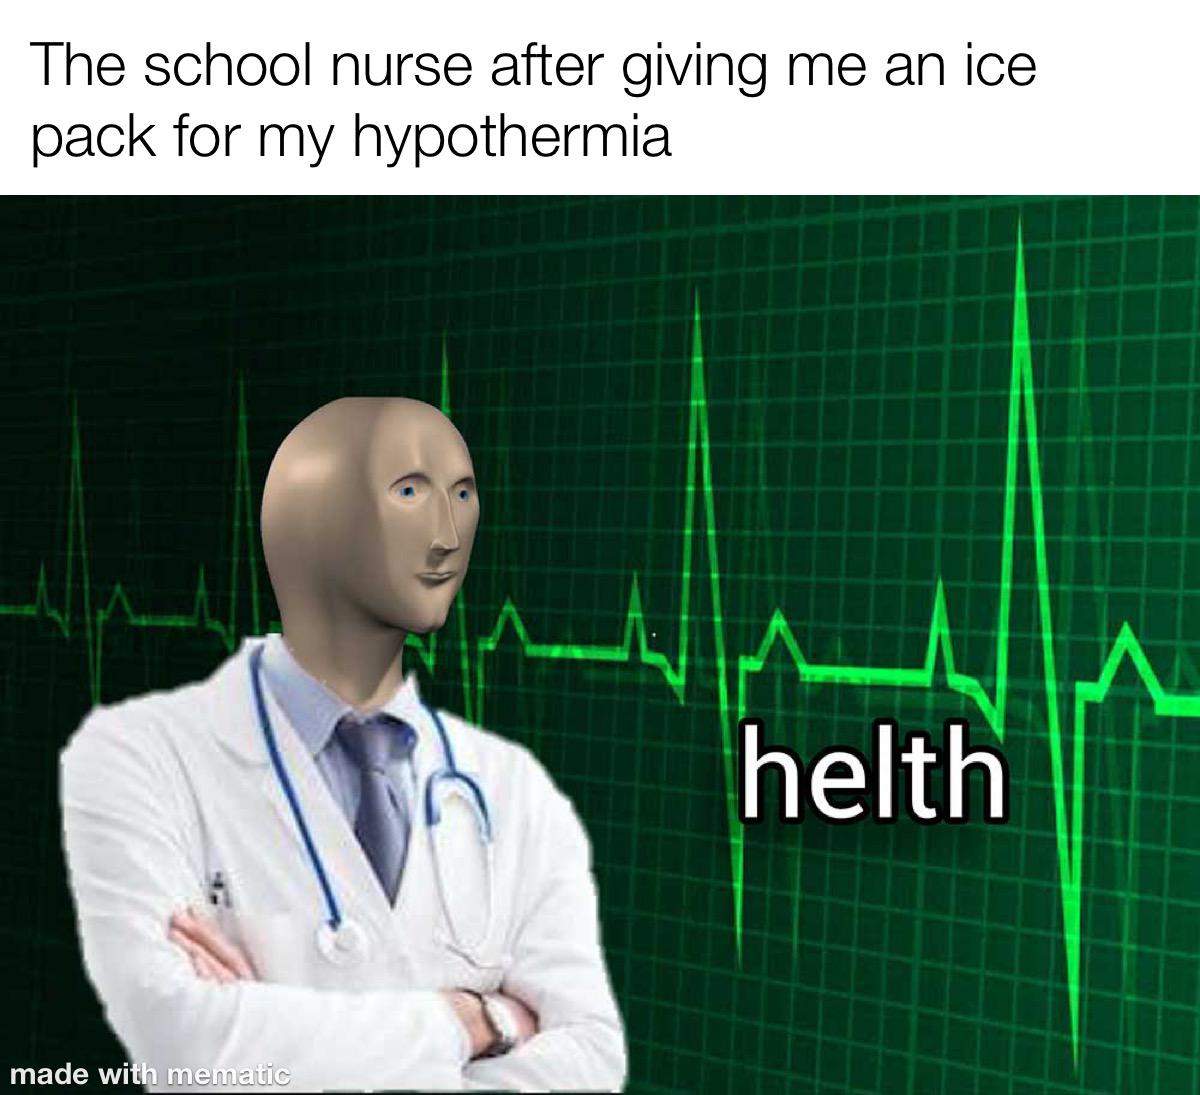 The school nurse after giving me an ice
pack for my hypothermia
helth
made with mematic